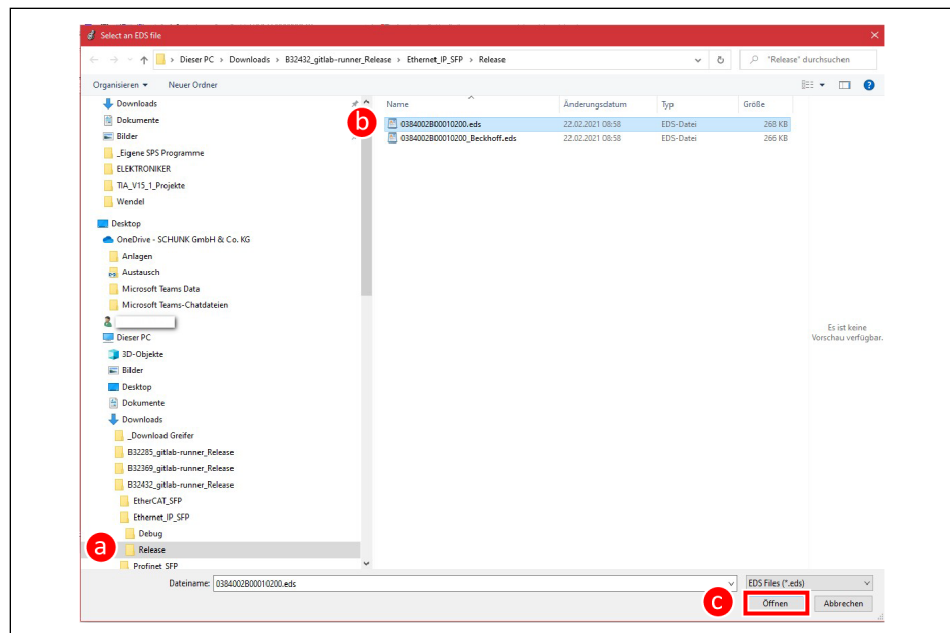 Select an EDS file
> Dieser PC > Downloads > B32432_gitlab-runner_Release > Ethernet_IP_SFP > Release
"Release" durchsuchen
Organisieren
Neuer Ordner
Downloads
Dokumente
Bilder
_Eigene SPS Programme
ELEKTRONIKER
TIA_V15_1_Projekte
Wendel
Desktop
OneDrive - SCHUNK GmbH & Co. KG
Anlagen
Austausch
Microsoft Teams Data
Microsoft Teams-Chatdateien
Dieser PC
3D-Objekte
Bilder
Desktop
Dokumente
Downloads
_Download Greifer
B32285_gitlab-runner_Release
B32369_gitlab-runner_Release
B32432_gitlab-runner_Release
EtherCAT_SFP
Ethernet_IP_SFP
Debug
a
Release
Profinet_SFP
Name Änderungsdatum Typ Größe
b
0384002B00010200.eds 22.02.2021 08:58 EDS-Datei 268 KB
0384002B00010200_Beckhoff.eds 22.02.2021 08:58 EDS-Datei 266 KB
Es ist keine
Vorschau verfügbar.
Dateiname: 0384002B00010200.eds
EDS Files (*.eds)
c
Öffnen
Abbrechen